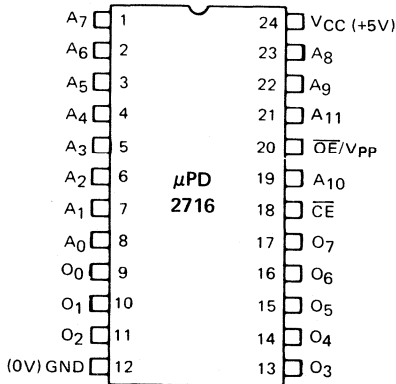 A7 1 24 VCC (+5V)
A6 2 23 A8
A5 3 22 A9
A4 4 21 A11
A3 5 20 OE/VPP
A2 6 μPD 19 A10
A1 7 2716 18 CE
A0 8 17 O7
O0 9 16 O6
O1 10 15 O5
O2 11 14 O4
(0V) GND 12 13 O3